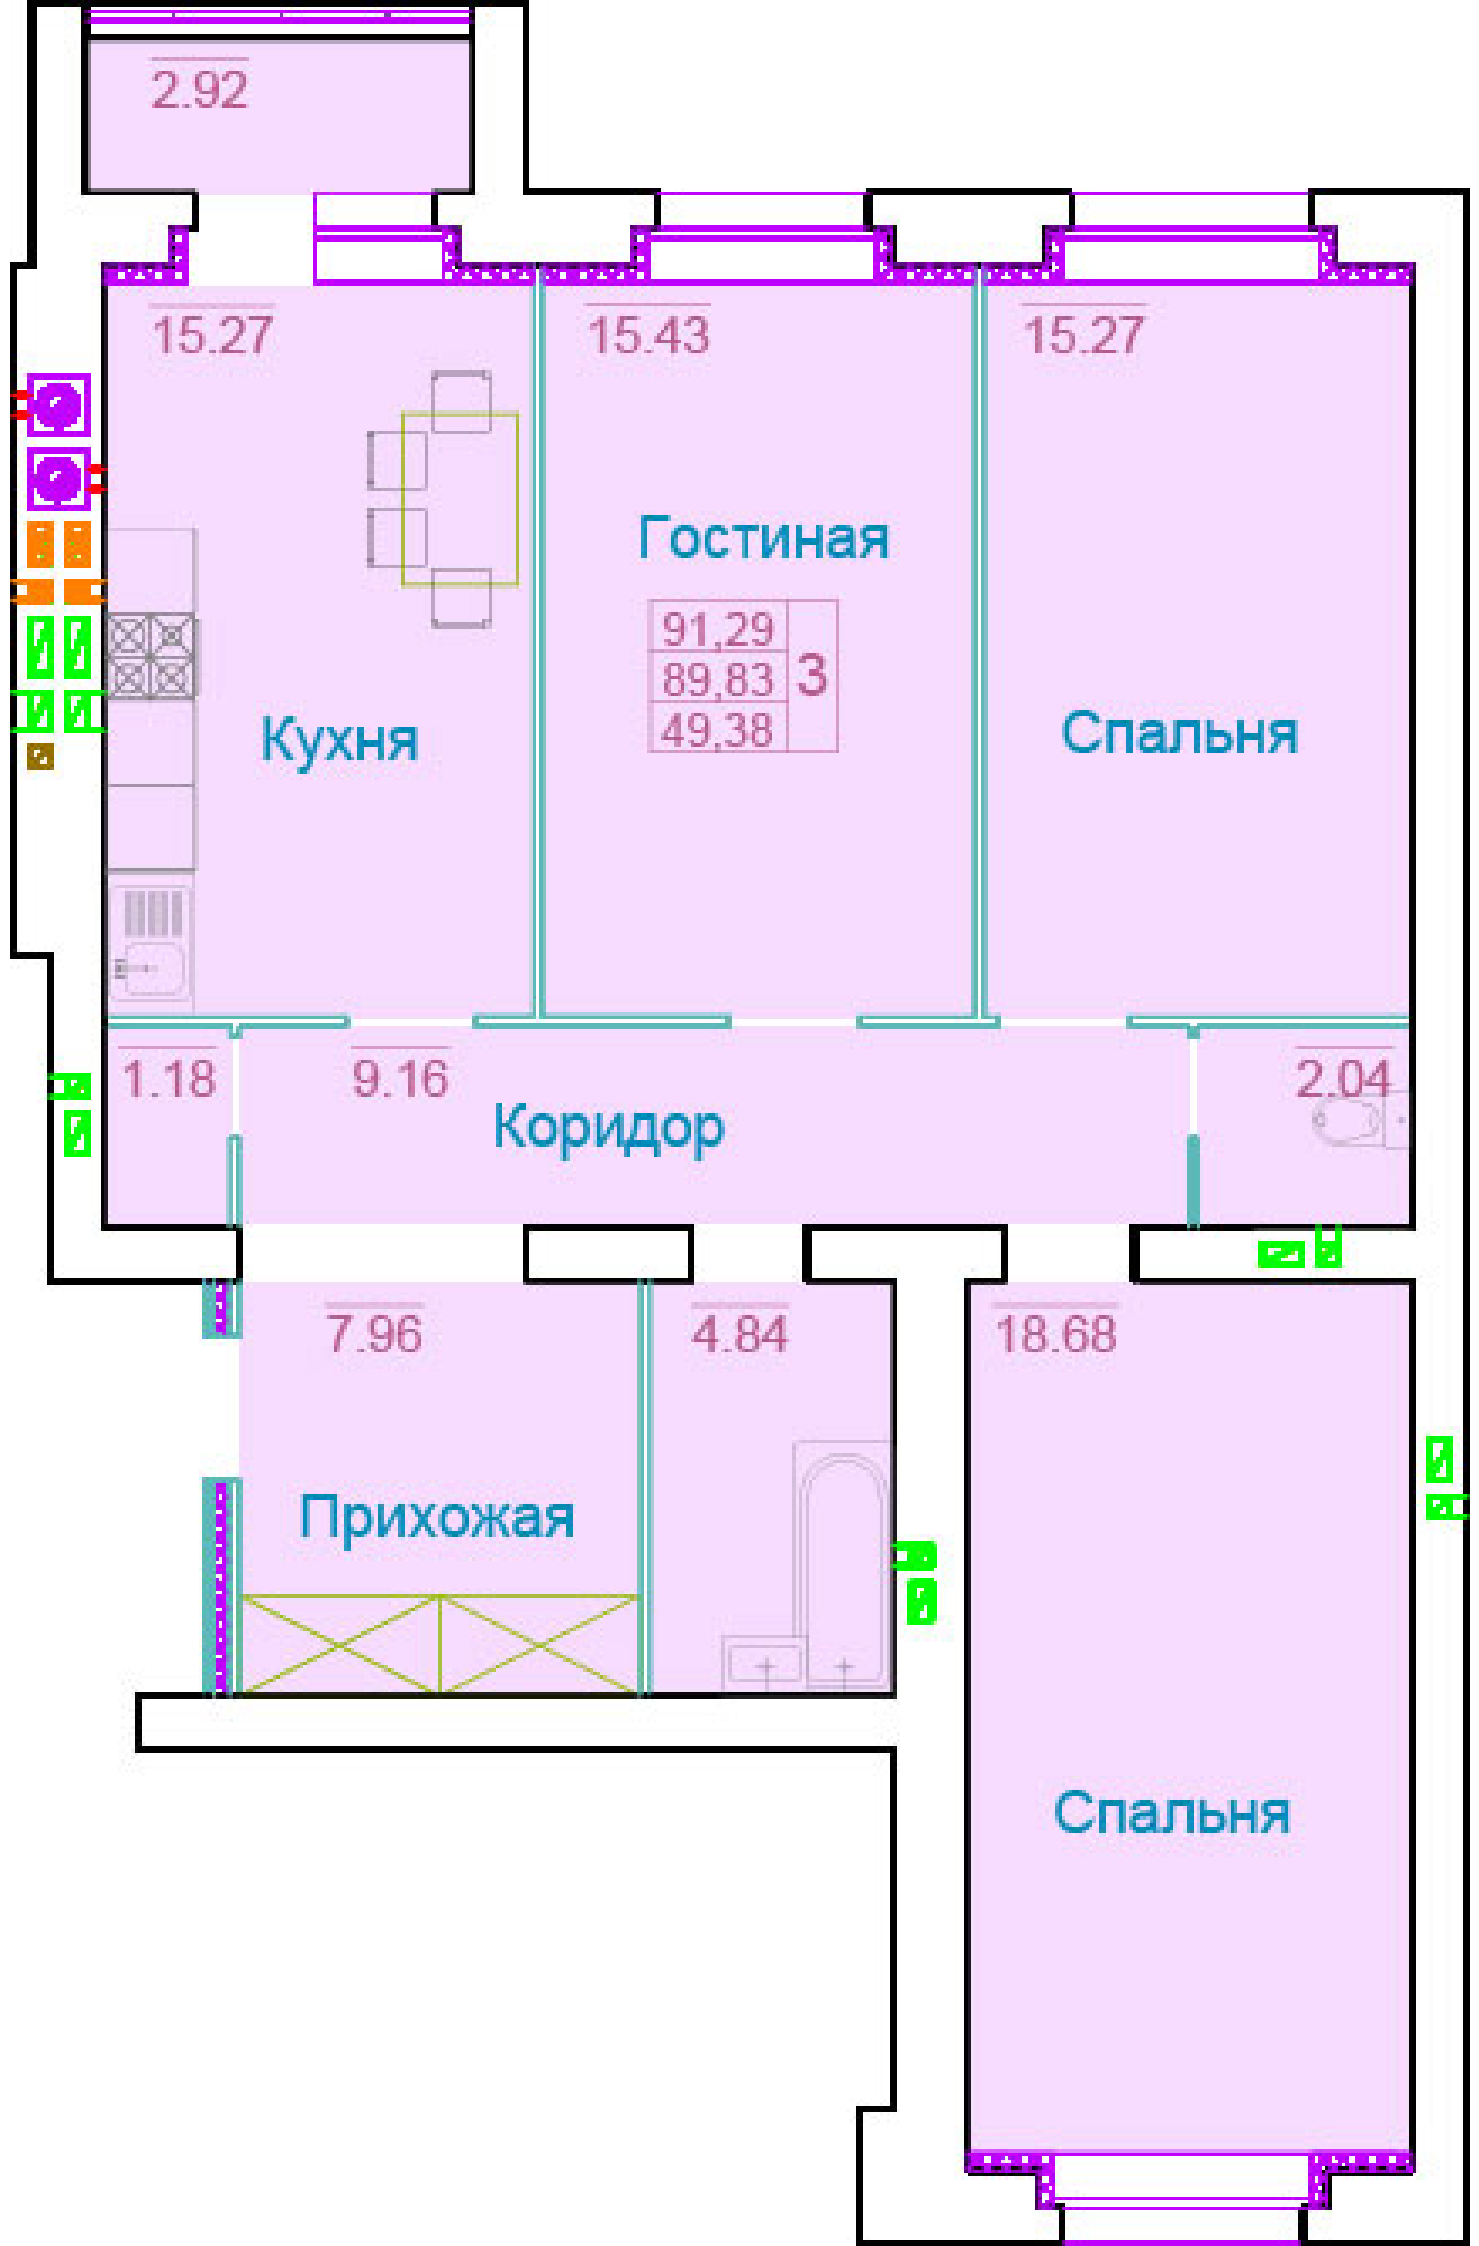 2.92
15.27
15.43
15.27
Гостиная
91,29
89,83
49,38
3
Кухня
Спальня
1.18
9.16
2.04
Коридор
7.96
4.84
18.68
Прихожая
Спальня